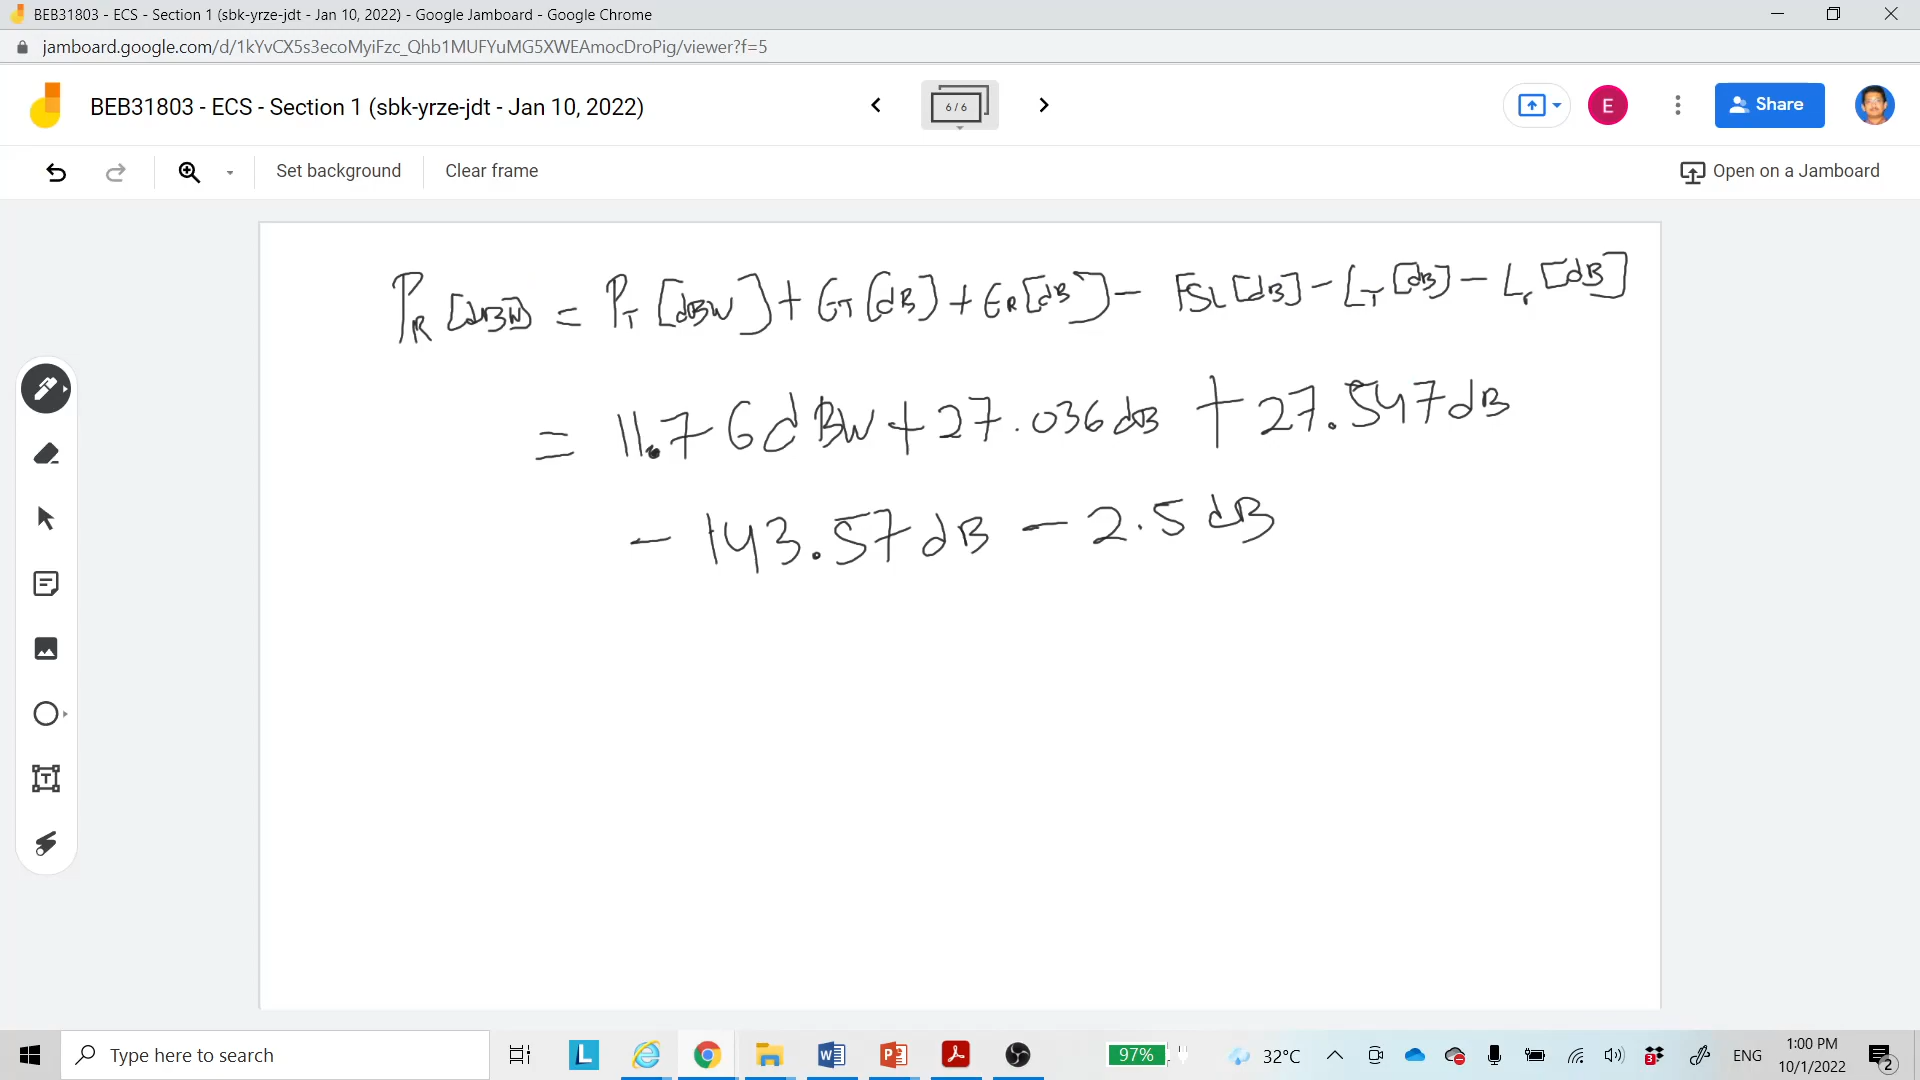 BEB31803 - ECS - Section 1 (sbk-yrze-jdt - Jan 10, 2022) - Google Jamboard - Google Chrome
jamboard.google.com/d/1kYvCX5s3ecoMyiFzc_Qhb1MUFYuMG5XWEAmocDroPig/viewer?f=5
BEB31803 - ECS - Section 1 (sbk-yrze-jdt - Jan 10, 2022)
6 / 6
E
Share
Set background
Clear frame
Open on a Jamboard
P_R [dBW] = P_T [dBW] + G_T [dB] + G_R [dB] - FSL [dB] - L_T [dB] - L_r [dB]
= 11.76 dBW + 27.036 dB + 27.547 dB
- 143.57 dB - 2.5 dB
Type here to search
97%
32°C
3
ENG
1:00 PM
10/1/2022
2